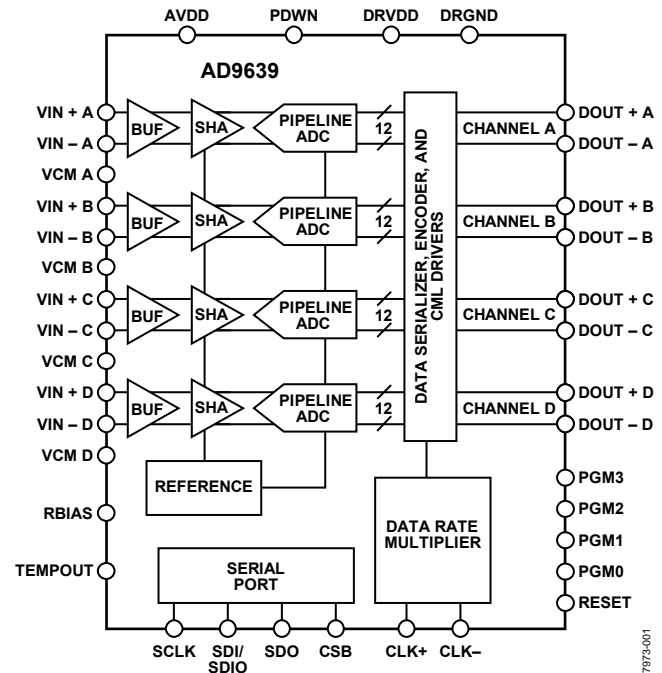 AVDD PDWN DRVDD DRGND
AD9639
VIN + A
BUF
SHA
PIPELINE
ADC
12
CHANNEL A
DOUT + A
VIN – A
DOUT – A
VCM A
VIN + B
BUF
SHA
PIPELINE
ADC
12
CHANNEL B
DOUT + B
VIN – B
DOUT – B
VCM B
VIN + C
BUF
SHA
PIPELINE
ADC
12
CHANNEL C
DOUT + C
VIN – C
DOUT – C
VCM C
VIN + D
BUF
SHA
PIPELINE
ADC
12
CHANNEL D
DOUT + D
VIN – D
DOUT – D
VCM D
DATA SERIALIZER, ENCODER, AND
CML DRIVERS
REFERENCE
RBIAS
TEMPOUT
DATA RATE
MULTIPLIER
SERIAL
PORT
PGM3
PGM2
PGM1
PGM0
RESET
SCLK SDI/
SDIO SDO CSB CLK+ CLK–
7973-001